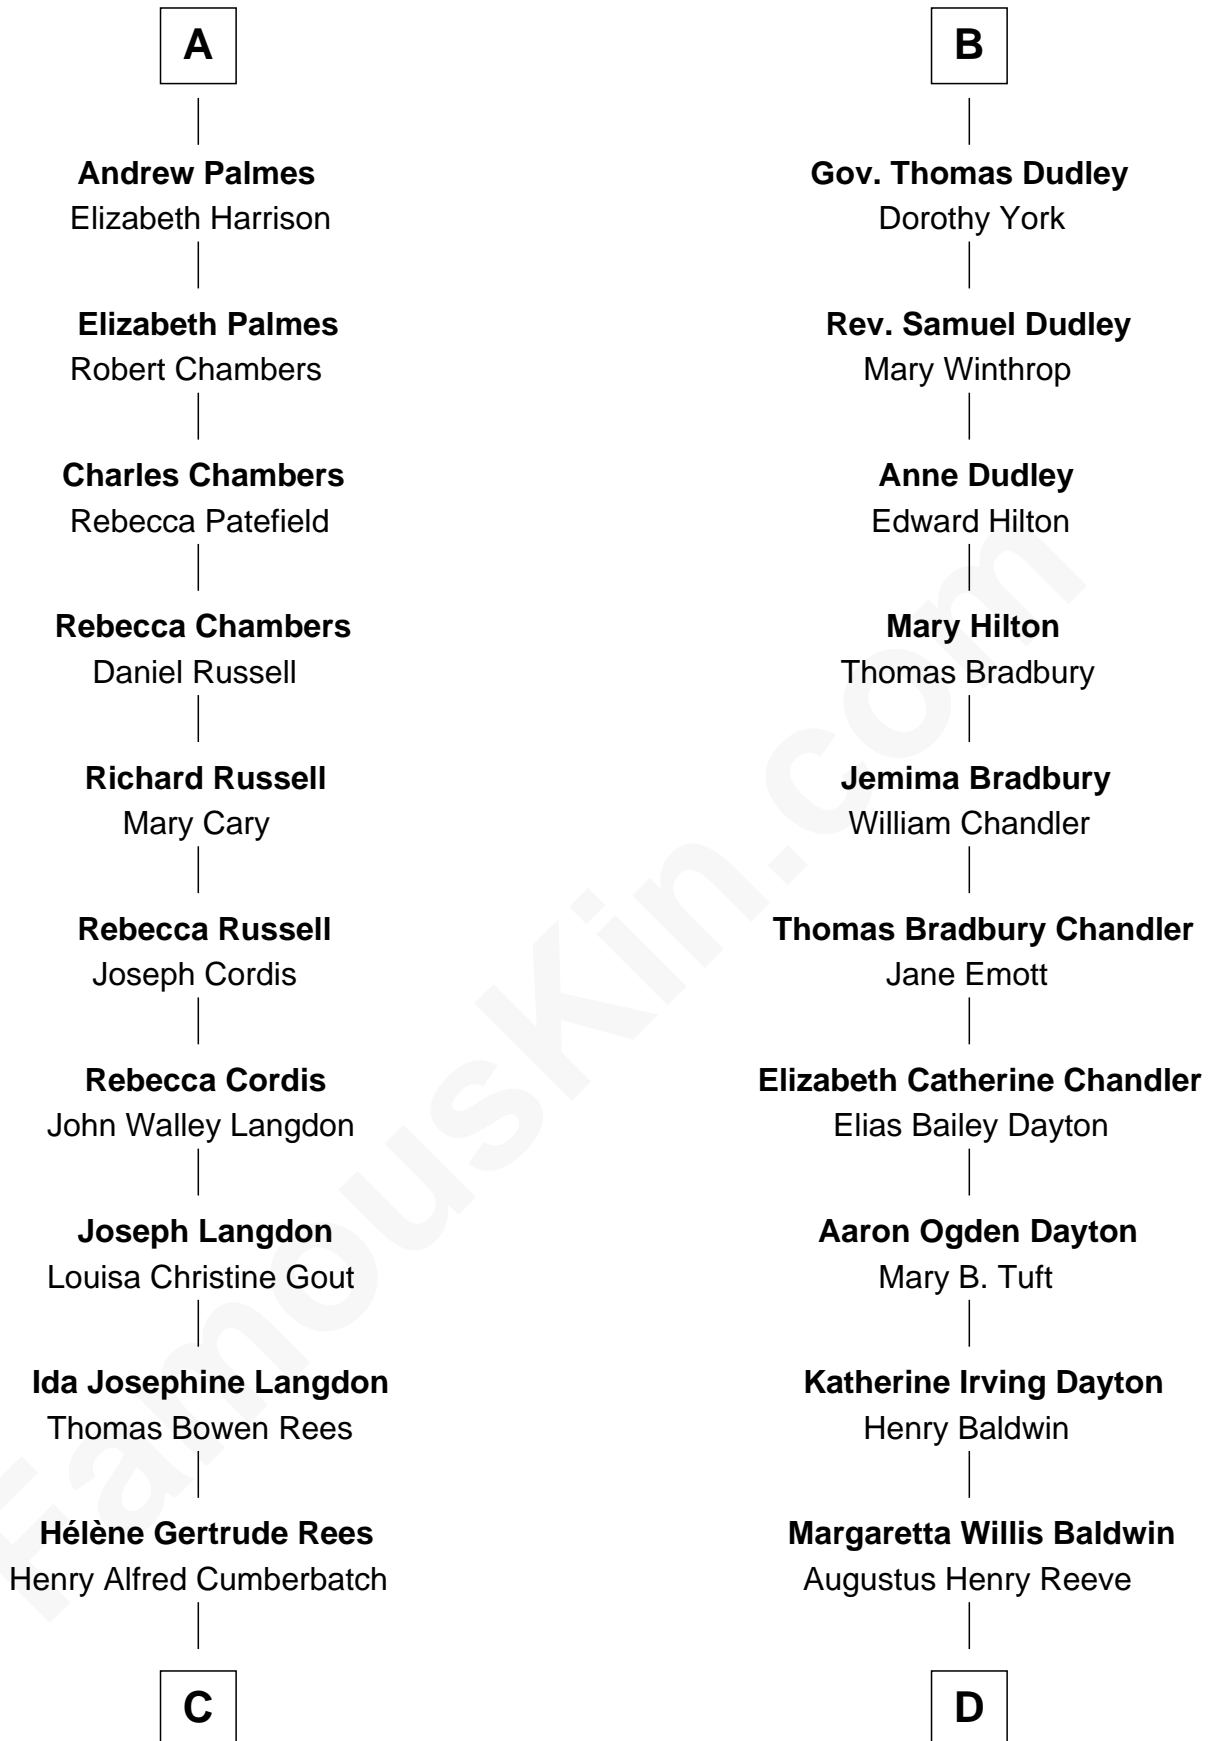 A
Andrew Palmes
Elizabeth Harrison
Elizabeth Palmes
Robert Chambers
Charles Chambers
Rebecca Patefield
Rebecca Chambers
Daniel Russell
Richard Russell
Mary Cary
Rebecca Russell
Joseph Cordis
Rebecca Cordis
John Walley Langdon
Joseph Langdon
Louisa Christine Gout
Ida Josephine Langdon
Thomas Bowen Rees
Hélène Gertrude Rees
Henry Alfred Cumberbatch
C
B
Gov. Thomas Dudley
Dorothy York
Rev. Samuel Dudley
Mary Winthrop
Anne Dudley
Edward Hilton
Mary Hilton
Thomas Bradbury
Jemima Bradbury
William Chandler
Thomas Bradbury Chandler
Jane Emott
Elizabeth Catherine Chandler
Elias Bailey Dayton
Aaron Ogden Dayton
Mary B. Tuft
Katherine Irving Dayton
Henry Baldwin
Margaretta Willis Baldwin
Augustus Henry Reeve
D
FamousKin.com